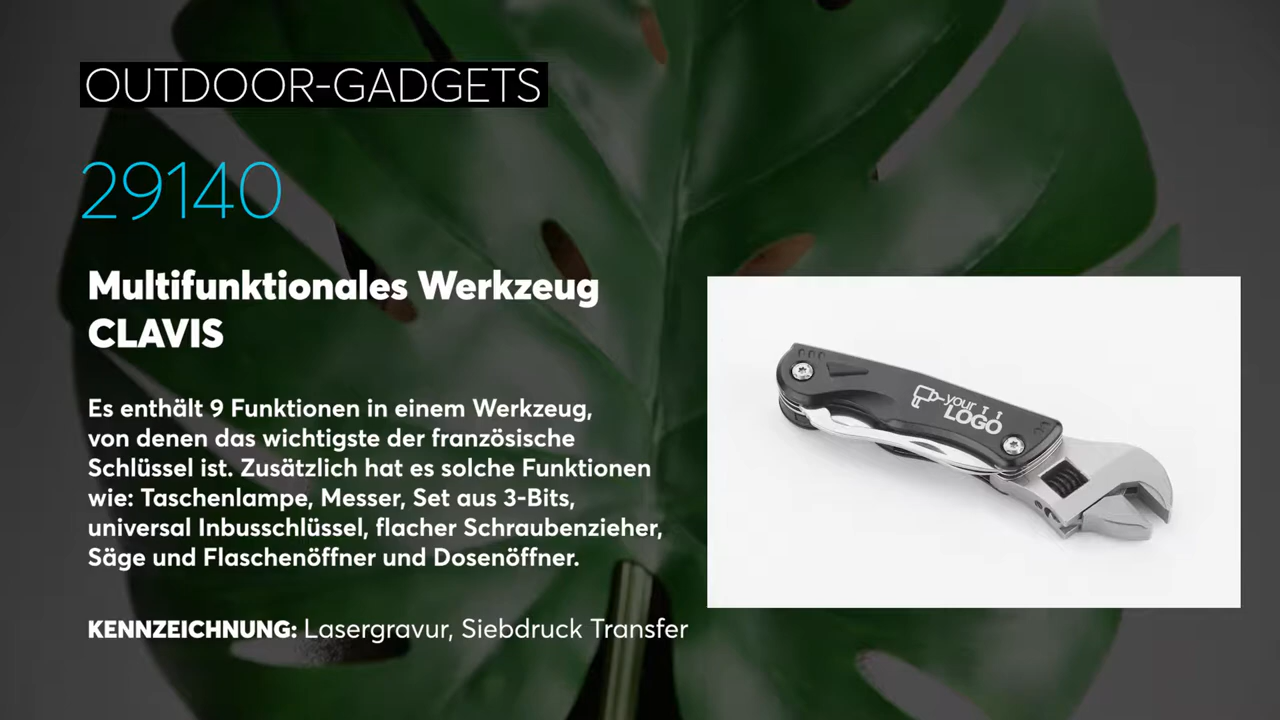 OUTDOOR-GADGETS
29140
Multifunktionales Werkzeug
CLAVIS
Es enthält 9 Funktionen in einem Werkzeug,
von denen das wichtigste der französische
Schlüssel ist. Zusätzlich hat es solche Funktionen
wie: Taschenlampe, Messer, Set aus 3-Bits,
universal Inbusschlüssel, flacher Schraubenzieher,
Säge und Flaschenöffner und Dosenöffner.
KENNZEICHNUNG: Lasergravur, Siebdruck Transfer
your
LOGO